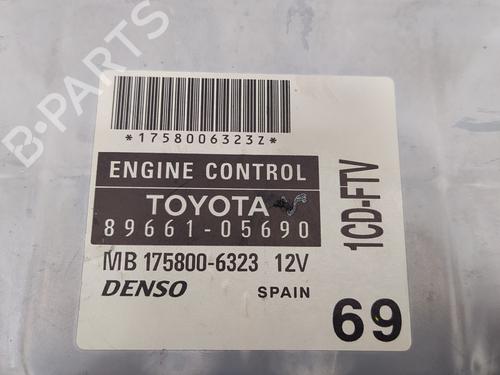 B-PARTS
*1758006323Z*
ENGINE CONTROL
TOYOTA
89661-05690
MB 175800-6323 12V
DENSO SPAIN
1CD-FTV
69